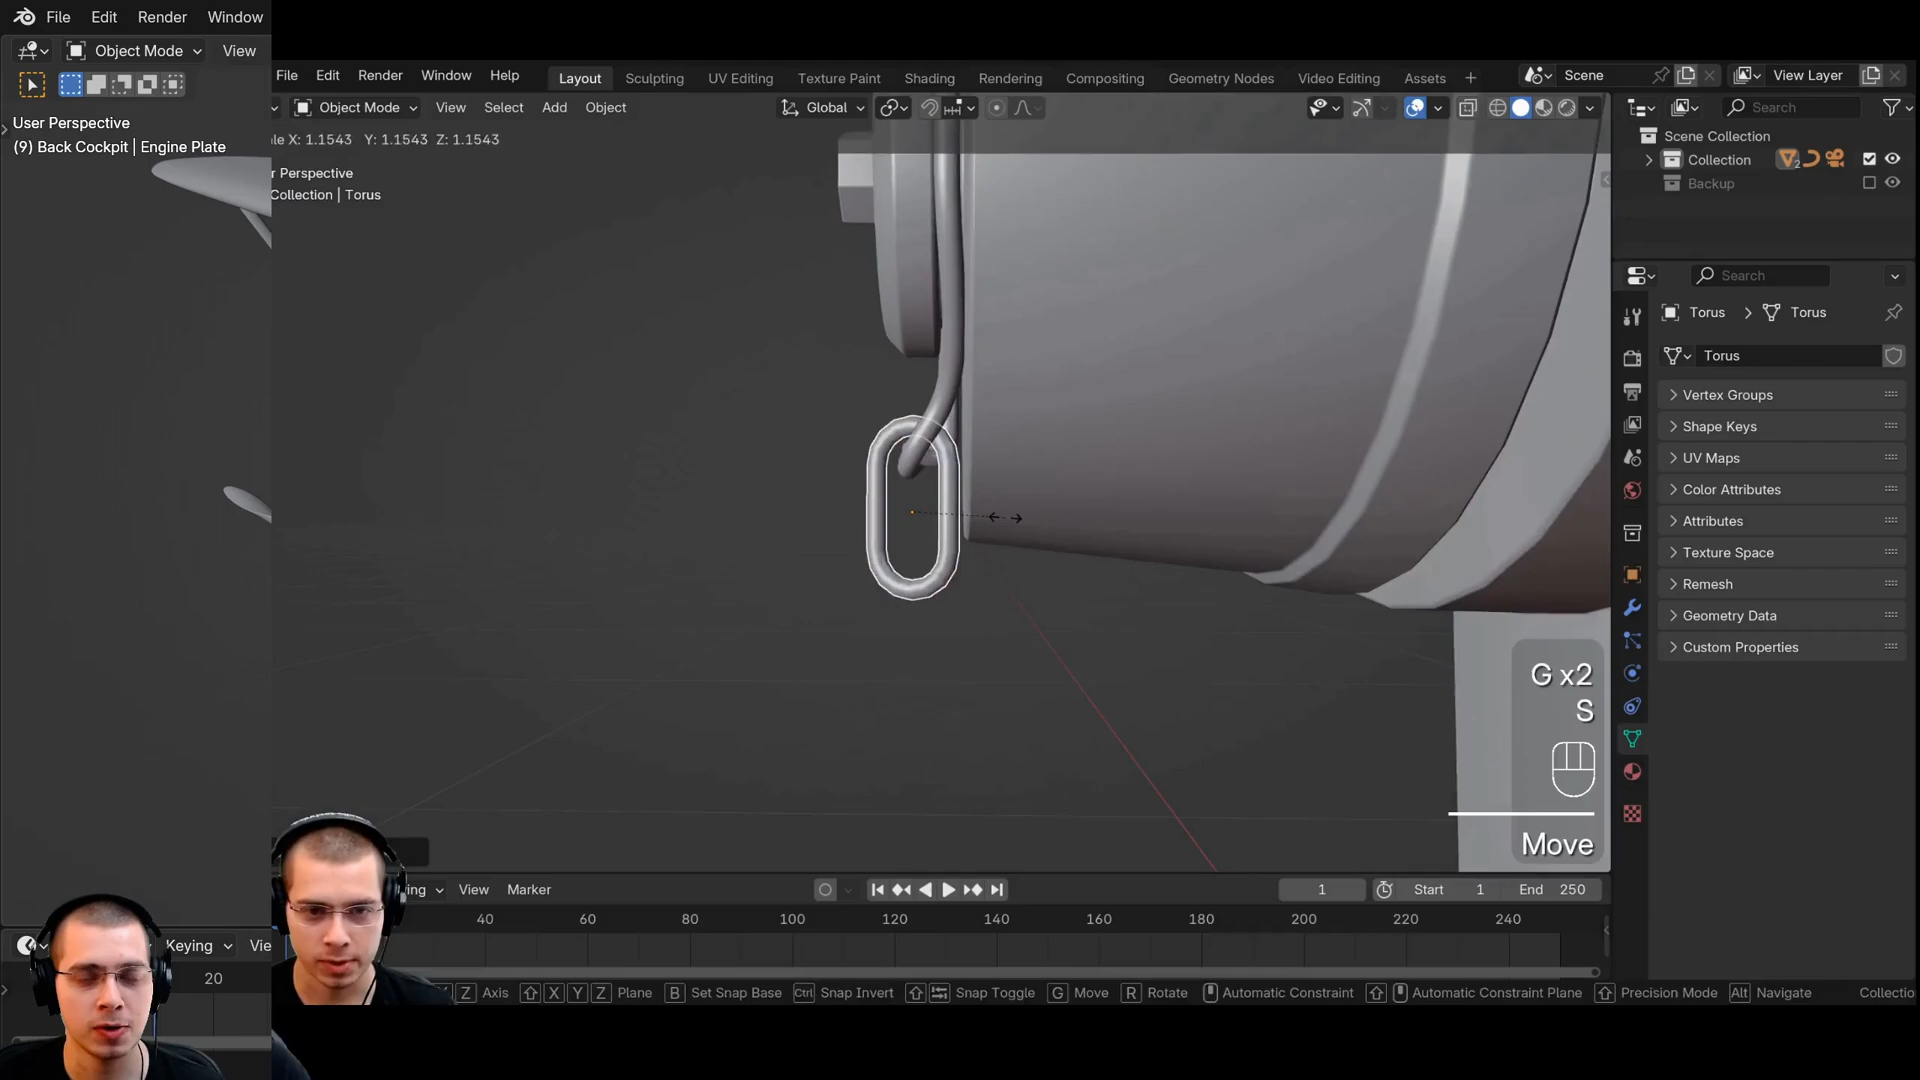 File Edit Render Window
Object Mode View
User Perspective
(9) Back Cockpit | Engine Plate
File Edit Render Window Help
Layout Sculpting UV Editing Texture Paint Shading Rendering Compositing Geometry Nodes Video Editing Assets +
Scene
View Layer
Object Mode View Select Add Object
Global
Search
ale X: 1.1543 Y: 1.1543 Z: 1.1543
r Perspective
Collection | Torus
Scene Collection
Collection 2
Backup
Search
Torus > Torus
Torus
Vertex Groups
Shape Keys
UV Maps
Color Attributes
Attributes
Texture Space
Remesh
Geometry Data
Custom Properties
G x2
S
Move
ing View Marker
1
Start 1 End 250
40 60 80 100 120 140 160 180 200 220 240
Keying Vie
20
Z Axis X Y Z Plane B Set Snap Base Ctrl Snap Invert Snap Toggle G Move R Rotate Automatic Constraint Automatic Constraint Plane Precision Mode Alt Navigate Collectio